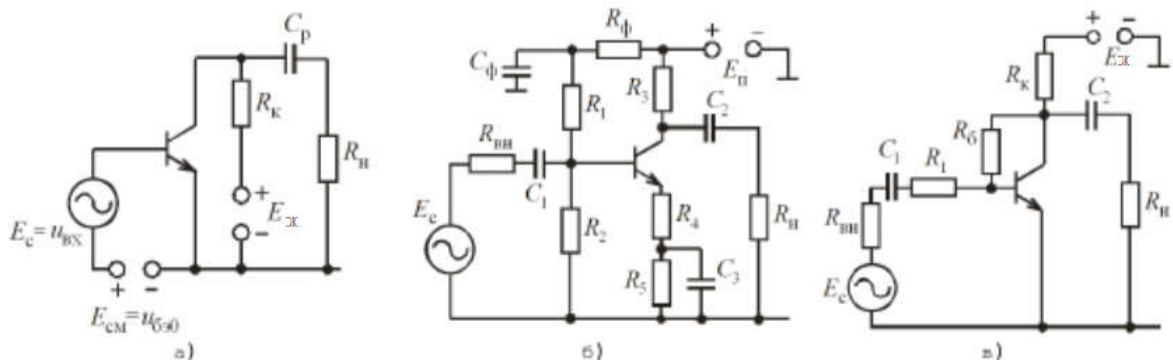 Cр
Rк
Rн
+
Eж
−
Eс = uвх
+ −
Eсм = uбэ0
а)
Rф
+ −
Cф
Eп
R1
R3
C2
Rвн
C1
Eс
R2
R4
Rн
R5
C3
б)
+ −
Eж
Rк
C2
Rб
C1
R1
Rвн
Rн
Eс
в)